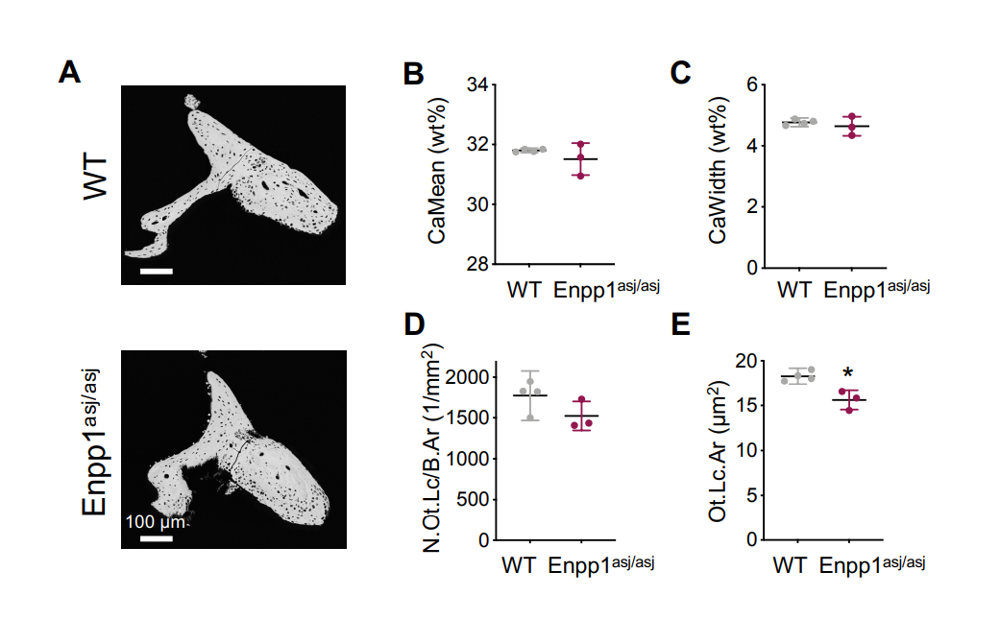 A
WT
Enpp1asj/asj
100 µm
B
CaMean (wt%)
34
32
30
28
WT Enpp1asj/asj
C
CaWidth (wt%)
6
4
2
0
WT Enpp1asj/asj
D
N.Ot.Lc/B.Ar (1/mm²)
2000
1500
1000
500
0
WT Enpp1asj/asj
E
Ot.Lc.Ar (µm²)
20
15
10
5
0
*
WT Enpp1asj/asj